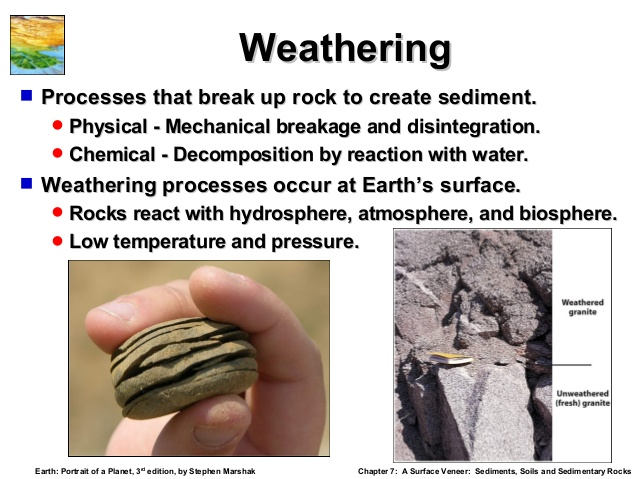 Weathering
Processes that break up rock to create sediment.
Physical - Mechanical breakage and disintegration.
Chemical - Decomposition by reaction with water.
Weathering processes occur at Earth’s surface.
Rocks react with hydrosphere, atmosphere, and biosphere.
Low temperature and pressure.
Weathered
granite
Unweathered
(fresh) granite
Earth: Portrait of a Planet, 3rd edition, by Stephen Marshak
Chapter 7: A Surface Veneer: Sediments, Soils and Sedimentary Rocks